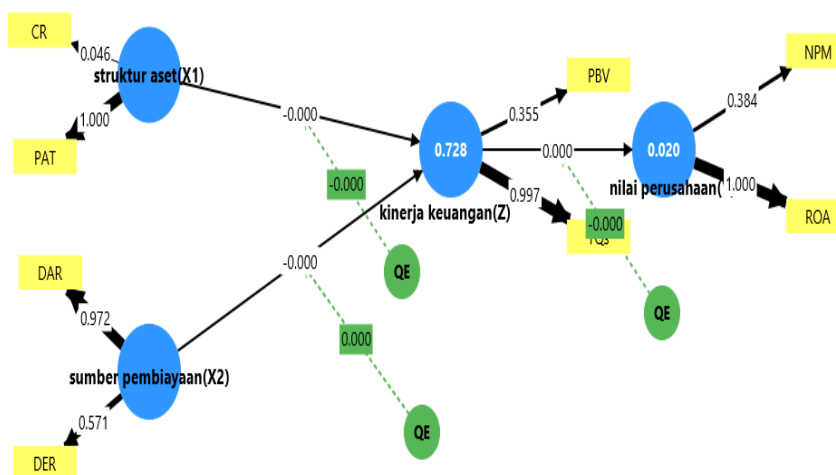 CR
0.046
struktur aset(X1)
1.000
PAT
-0.000
-0.000
QE
PBV
0.355
0.728
kinerja keuangan(Z)
0.997
0.000
-0.000
QE
NPM
0.384
0.020
nilai perusahaan(
1.000
ROA
DAR
0.972
sumber pembiayaan(X2)
0.571
DER
-0.000
0.000
QE